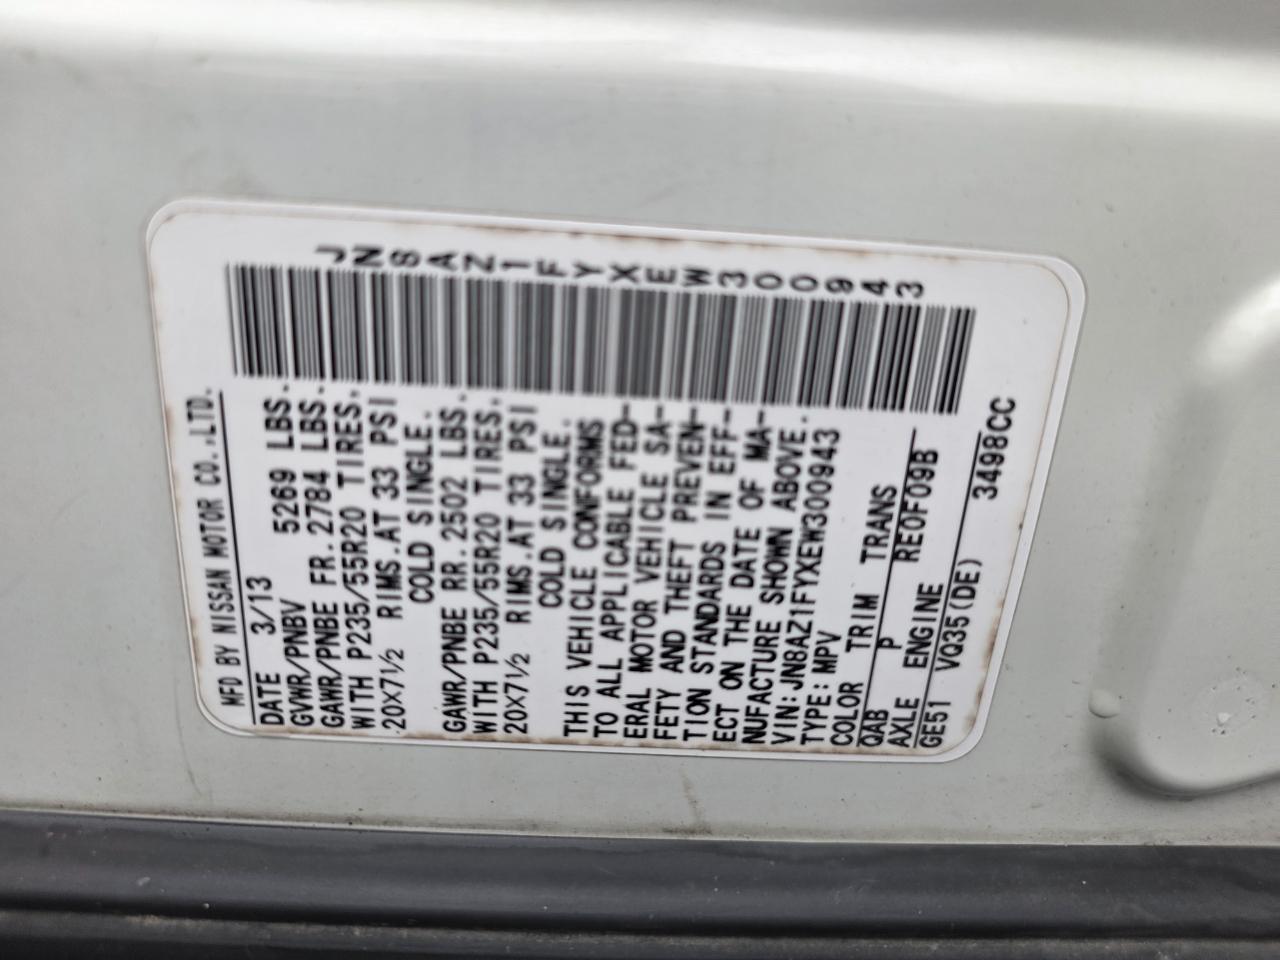 JN8AZ1FYXEW300943
MFD BY NISSAN MOTOR CO.,LTD.
DATE 3/13
GVWR/PNBV 5269 LBS.
GAWR/PNBE FR. 2784 LBS.
WITH P235/55R20 TIRES,
20X7½ RIMS.AT 33 PSI
COLD SINGLE.
GAWR/PNBE RR. 2502 LBS.
WITH P235/55R20 TIRES.
20X7½ RIMS.AT 33 PSI
COLD SINGLE.
THIS VEHICLE CONFORMS
TO ALL APPLICABLE FED-
ERAL MOTOR VEHICLE SA-
FETY AND THEFT PREVEN-
TION STANDARDS IN EFF-
ECT ON THE DATE OF MA-
NUFACTURE SHOWN ABOVE.
VIN: JN8AZ1FYXEW300943
TYPE: MPV
COLOR TRIM TRANS
QAB P RE0F09B
AXLE ENGINE
GE51 VQ35(DE) 3498CC